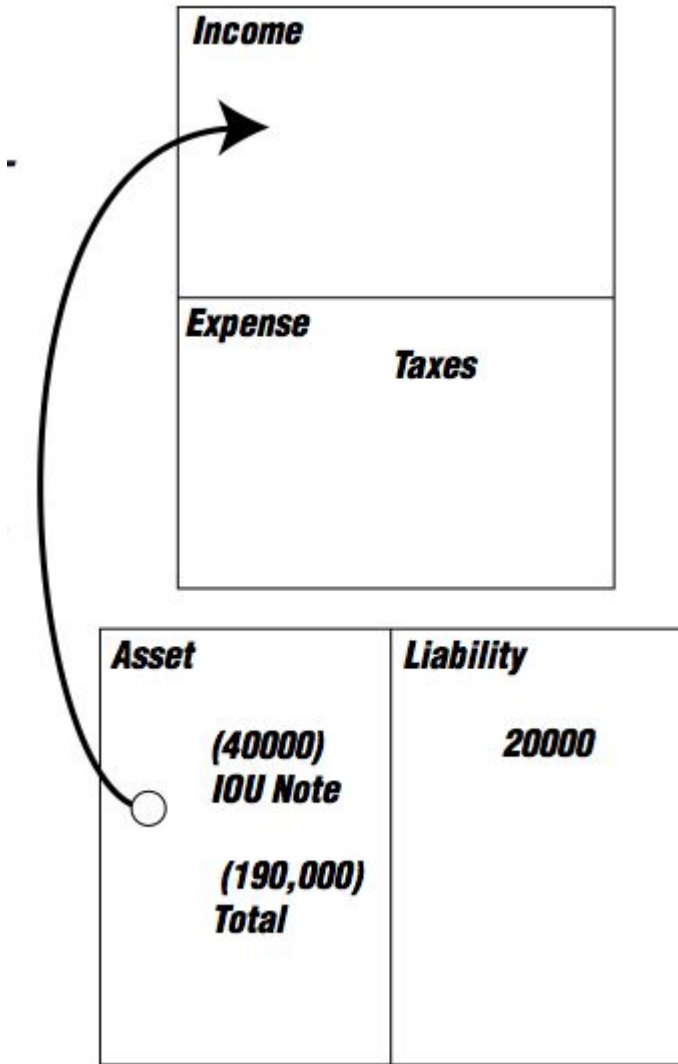 Income
Expense
Taxes
Asset
Liability
(40000)
IOU Note
20000
(190,000)
Total